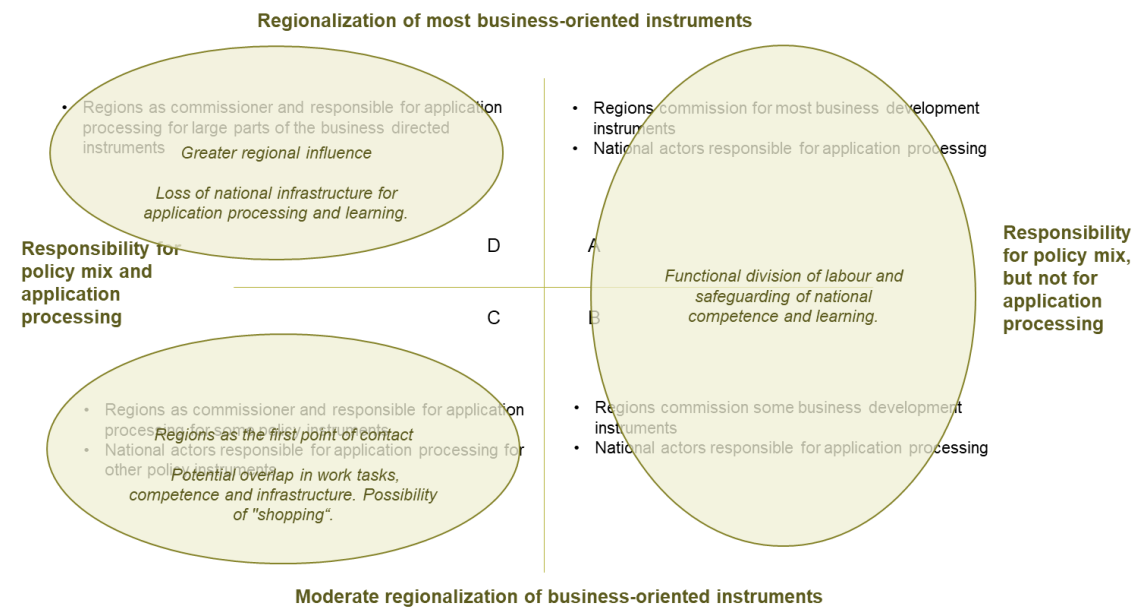 Regionalization of most business-oriented instruments
• Regions as commissioner and responsible for application
processing for large parts of the business directed
instruments
Greater regional influence
Loss of national infrastructure for
application processing and learning.
• Regions commission for most business development
instruments
• National actors responsible for application processing
Responsibility for
policy mix and
application
processing
D
A
Responsibility
for policy mix,
but not for
application
processing
Functional division of labour and
safeguarding of national
competence and learning.
C
B
• Regions as commissioner and responsible for application
processing for some policy instruments
• National actors responsible for application processing for
other policy instruments
Regions as the first point of contact
Potential overlap in work tasks,
competence and infrastructure. Possibility
of "shopping“.
• Regions commission some business development
instruments
• National actors responsible for application processing
Moderate regionalization of business-oriented instruments